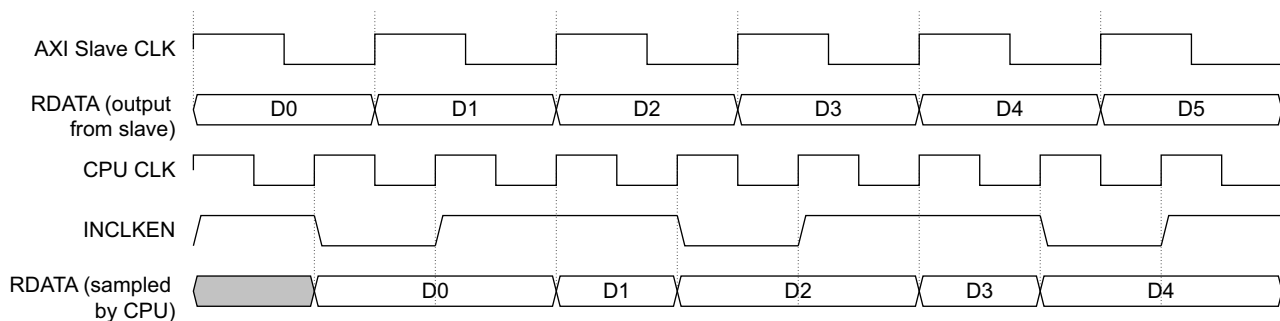 AXI Slave CLK
RDATA (output
from slave)
D0 D1 D2 D3 D4 D5
CPU CLK
INCLKEN
RDATA (sampled
by CPU)
D0 D1 D2 D3 D4